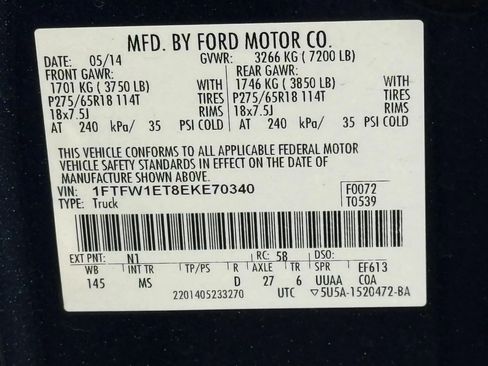 MFD. BY FORD MOTOR CO.
DATE: 05/14 GVWR: 3266 KG ( 7200 LB)
FRONT GAWR: REAR GAWR:
1701 KG ( 3750 LB) WITH 1746 KG ( 3850 LB) WITH
P275/65R18 114T TIRES P275/65R18 114T TIRES
18x7.5J RIMS 18x7.5J RIMS
AT 240 kPa/ 35 PSI COLD AT 240 kPa/ 35 PSI COLD
THIS VEHICLE CONFORMS TO ALL APPLICABLE FEDERAL MOTOR
VEHICLE SAFETY STANDARDS IN EFFECT ON THE DATE OF
MANUFACTURE SHOWN ABOVE.
VIN: 1FTFW1ET8EKE70340 F0072
TYPE: Truck T0539
EXT PNT: N1 RC: 58 DSO:
WB INT TR TP/PS R AXLE TR SPR EF613
145 MS D 27 6 UUAA COA
2201405233270 UTC ▽5U5A-1520472-BA